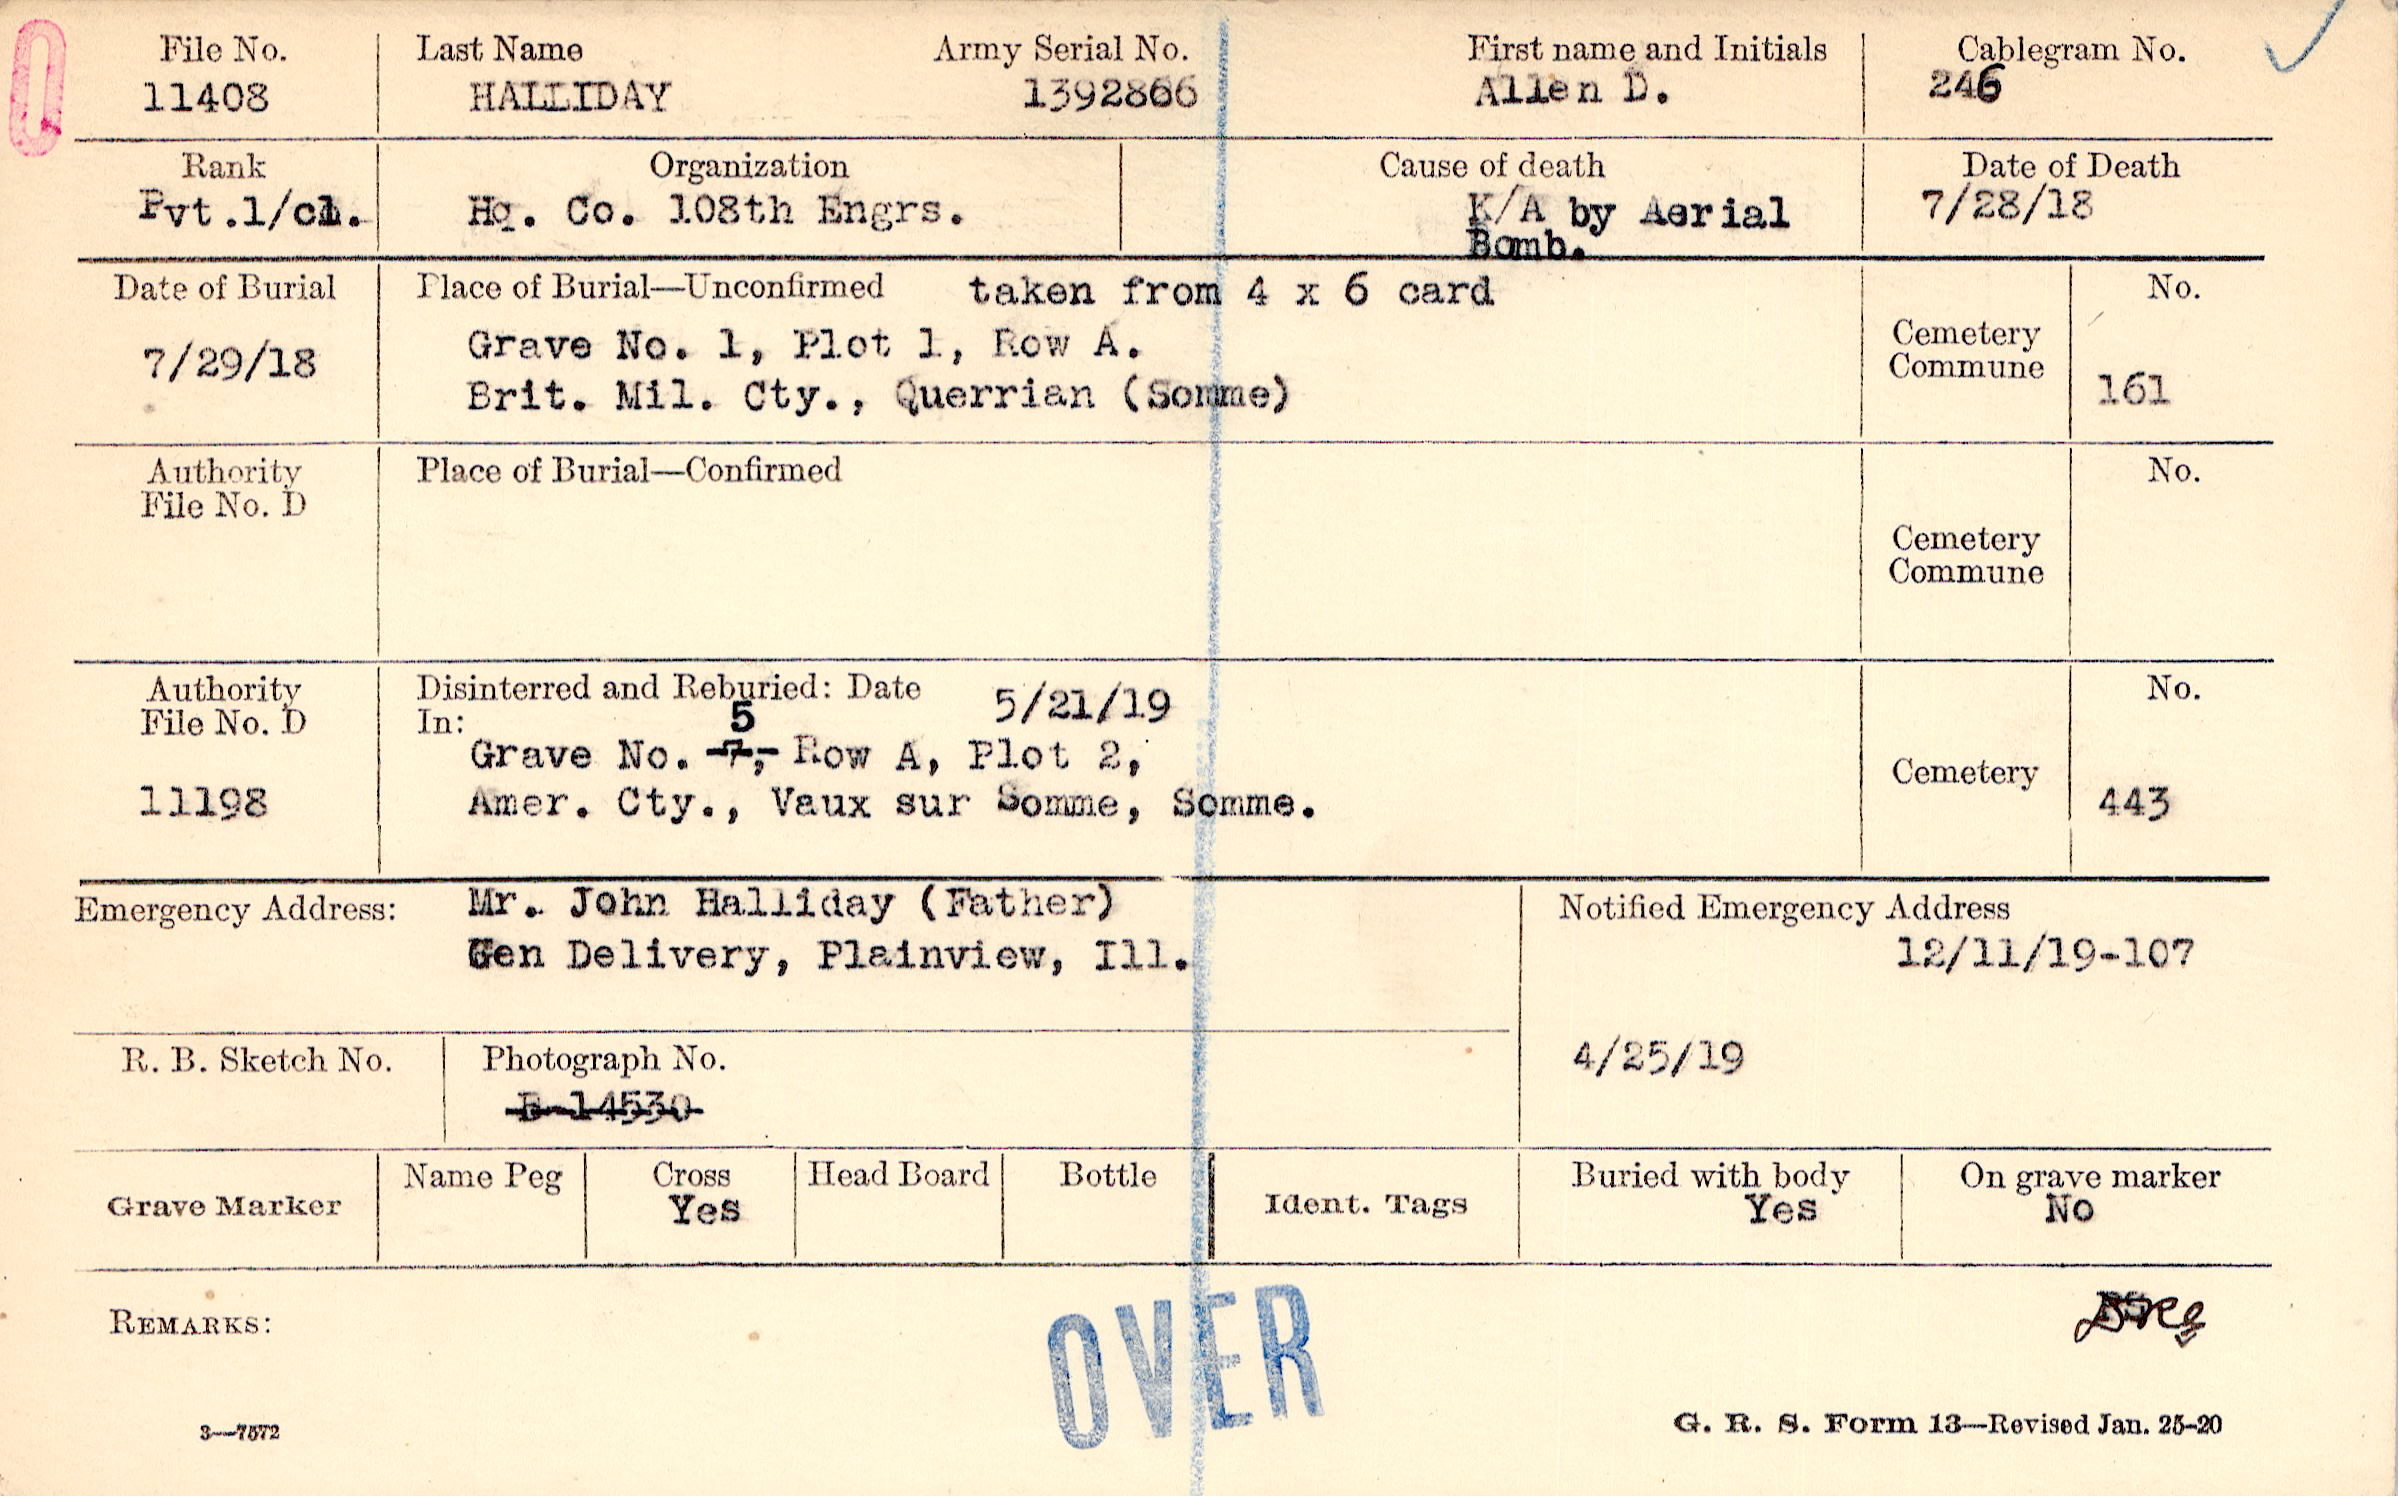 File No. Last Name Army Serial No. First name and Initials Cablegram No.
11408 HALLIDAY 1392866 Allen D. 246
Rank Organization Cause of death Date of Death
Pvt.1/cl. Hq. Co. 108th Engrs. K/A by Aerial 7/28/18
Bomb.
Date of Burial Place of Burial—Unconfirmed taken from 4 x 6 card No.
7/29/18 Grave No. 1, Plot 1, Row A. Cemetery
Commune
Brit. Mil. Cty., Querrian (Somme) 161
Authority Place of Burial—Confirmed No.
File No. D
Cemetery
Commune
Authority Disinterred and Reburied: Date 5/21/19 No.
File No. D In: 5
Grave No. 7, Row A, Plot 2, Cemetery
11198 Amer. Cty., Vaux sur Somme, Somme. 443
Emergency Address: Mr. John Halliday (Father) Notified Emergency Address
Gen Delivery, Plainview, Ill. 12/11/19-107
R. B. Sketch No. Photograph No. 4/25/19
B-14530
Grave Marker Name Peg Cross Head Board Bottle Ident. Tags Buried with body On grave marker
Yes Yes No
REMARKS:
OVER
3—7572 G. R. S. Form 13—Revised Jan. 25-20